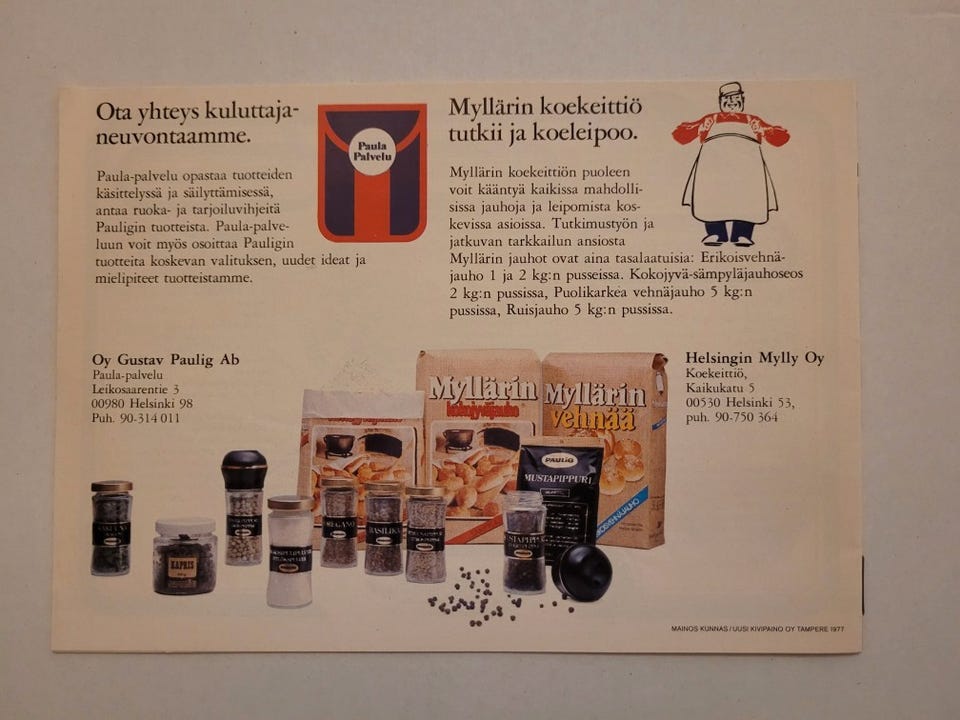 Ota yhteys kuluttaja-
neuvontaamme.
Paula-palvelu opastaa tuotteiden
käsittelyssä ja säilyttämisessä,
antaa ruoka- ja tarjoiluvihjeitä
Pauligin tuotteista. Paula-palve-
luun voit myös osoittaa Pauligin
tuotteita koskevan valituksen, uudet ideat ja
mielipiteet tuotteistamme.
Paula
Palvelu
Myllärin koekeittiö
tutkii ja koeleipoo.
Myllärin koekeittiön puoleen
voit kääntyä kaikissa mahdolli-
sissa jauhoja ja leipomista kos-
kevissa asioissa. Tutkimustyön ja
jatkuvan tarkkailun ansiosta
Myllärin jauhot ovat aina tasalaatuisia: Erikoisvehnä-
jauho 1 ja 2 kg:n pusseissa. Kokojyvä-sämpyläjauhoseos
2 kg:n pussissa, Puolikarkea vehnäjauho 5 kg:n
pussissa, Ruisjauho 5 kg:n pussissa.
Oy Gustav Paulig Ab
Paula-palvelu
Leikosaarentie 3
00980 Helsinki 98
Puh. 90-314 011
Helsingin Mylly Oy
Koekeittiö,
Kaikukatu 5
00530 Helsinki 53,
puh. 90-750 364
Myllärin
kokojyväjauho
Myllärin
vehnää
PAULIG
MUSTAPIPPURI
KAPRIS
OREGANO
BASILIKA
MAINOS KUNNAS / UUSI KIVIPAINO OY TAMPERE 1977